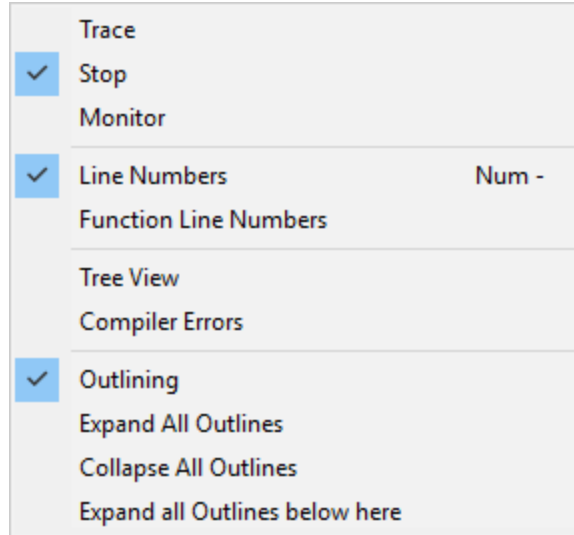 Trace
Stop
Monitor
Line Numbers Num -
Function Line Numbers
Tree View
Compiler Errors
Outlining
Expand All Outlines
Collapse All Outlines
Expand all Outlines below here